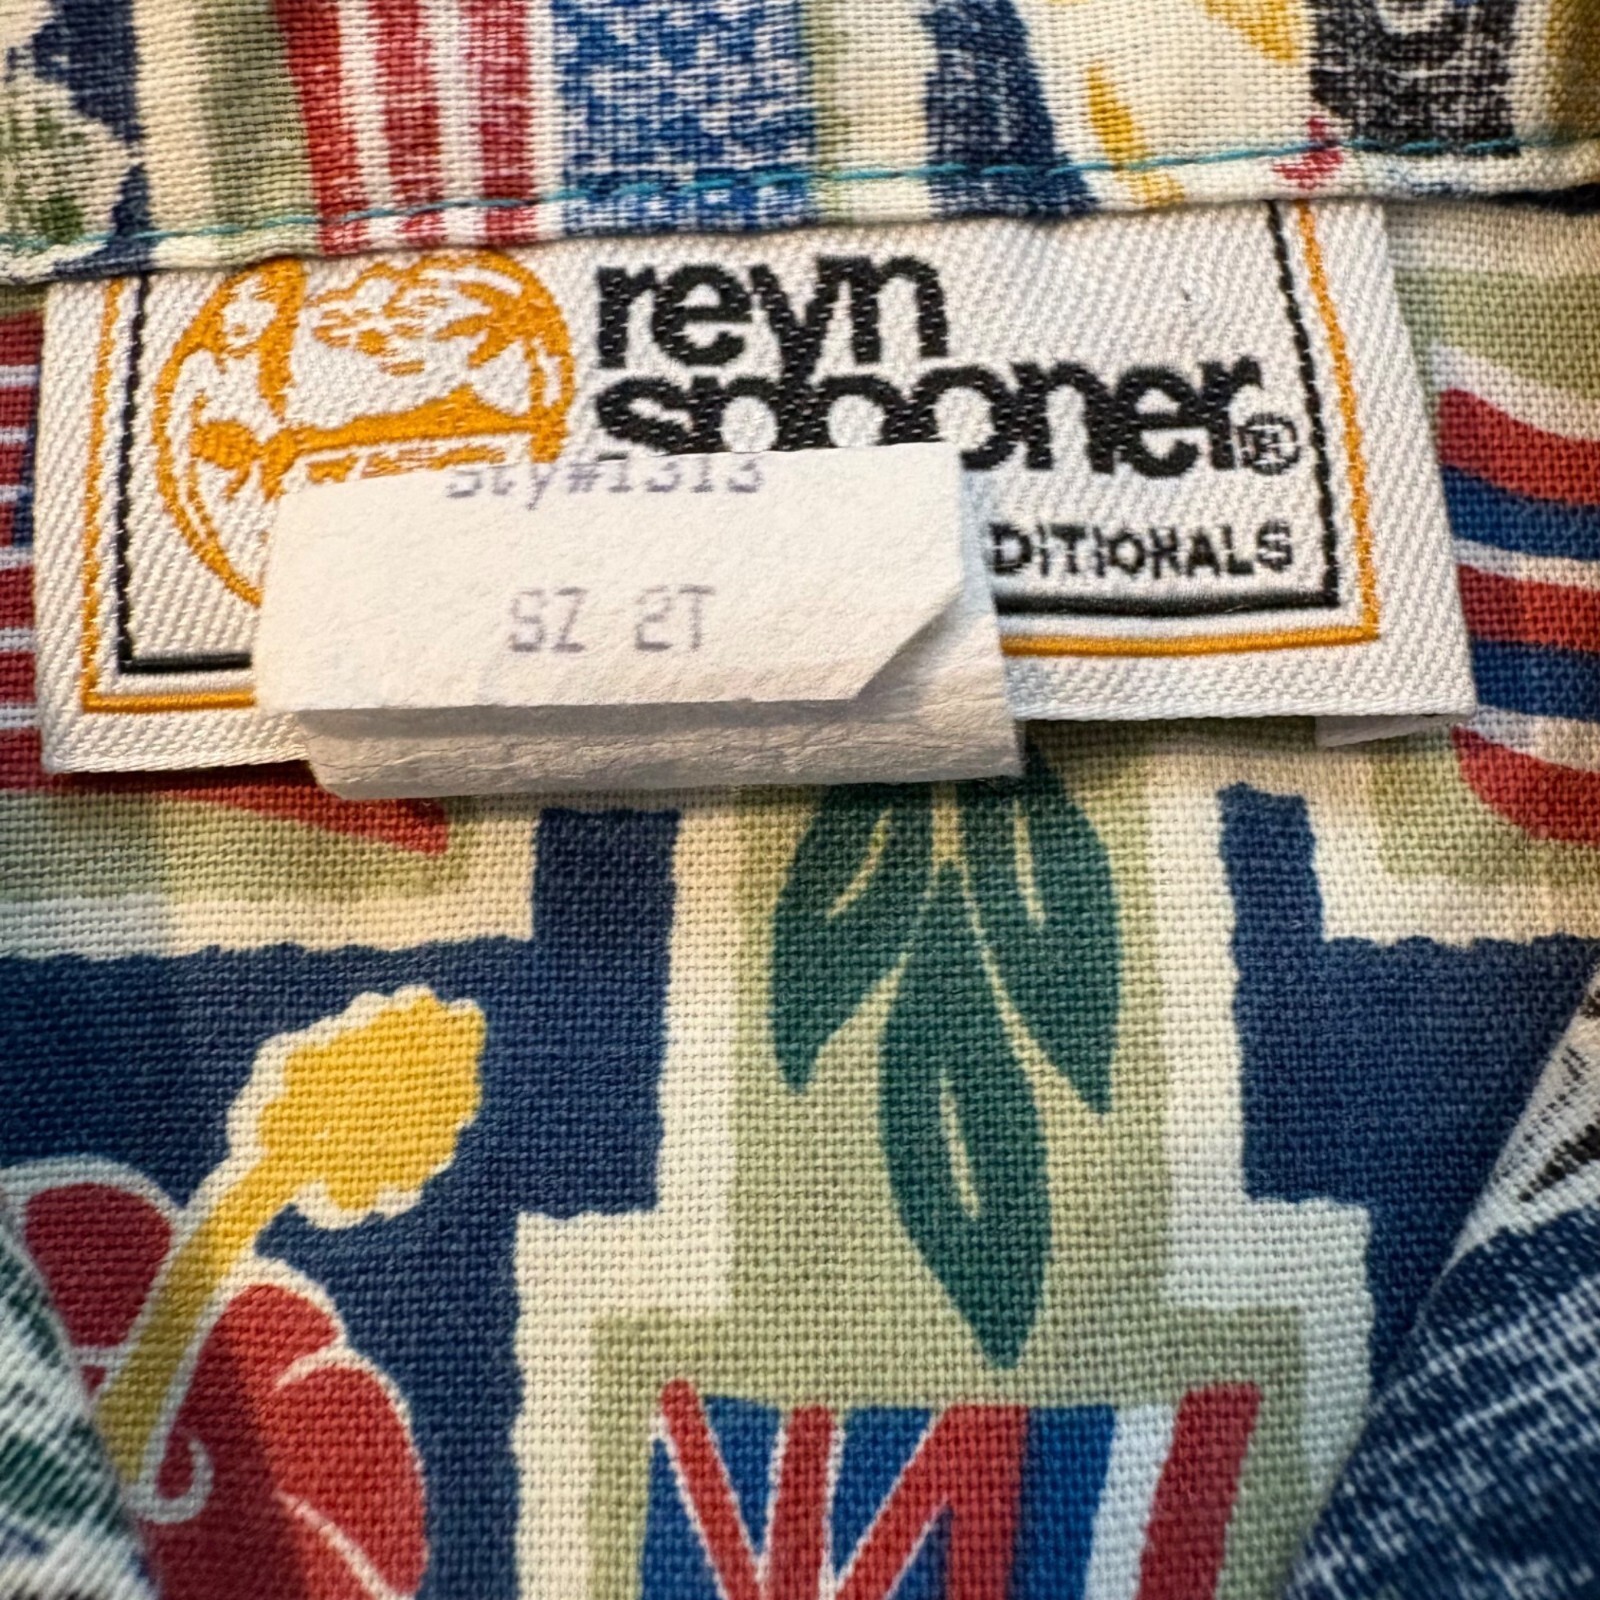 reyn
spooner®
DITIONALS
Sty#1313
SZ 2T